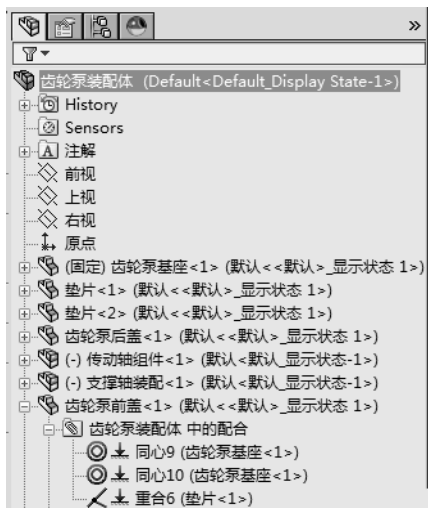 »
齿轮泵装配体 (Default<Default_Display State-1>)
History
Sensors
注解
前视
上视
右视
原点
(固定) 齿轮泵基座<1> (默认<<默认>_显示状态 1>)
垫片<1> (默认<<默认>_显示状态 1>)
垫片<2> (默认<<默认>_显示状态 1>)
齿轮泵后盖<1> (默认<<默认>_显示状态 1>)
(-) 传动轴组件<1> (默认<默认_显示状态-1>)
(-) 支撑轴装配<1> (默认<默认_显示状态-1>)
齿轮泵前盖<1> (默认<<默认>_显示状态 1>)
齿轮泵装配体 中的配合
同心9 (齿轮泵基座<1>)
同心10 (齿轮泵基座<1>)
重合6 (垫片<1>)